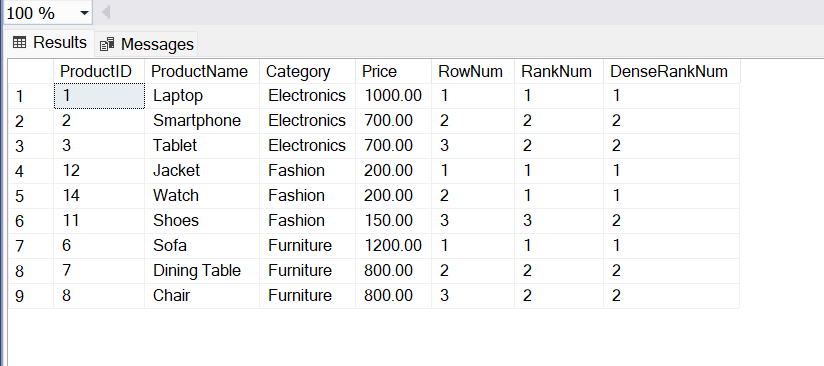 100 %
Results Messages
ProductID ProductName Category Price RowNum RankNum DenseRankNum
1 1 Laptop Electronics 1000.00 1 1 1
2 2 Smartphone Electronics 700.00 2 2 2
3 3 Tablet Electronics 700.00 3 2 2
4 12 Jacket Fashion 200.00 1 1 1
5 14 Watch Fashion 200.00 2 1 1
6 11 Shoes Fashion 150.00 3 3 2
7 6 Sofa Furniture 1200.00 1 1 1
8 7 Dining Table Furniture 800.00 2 2 2
9 8 Chair Furniture 800.00 3 2 2